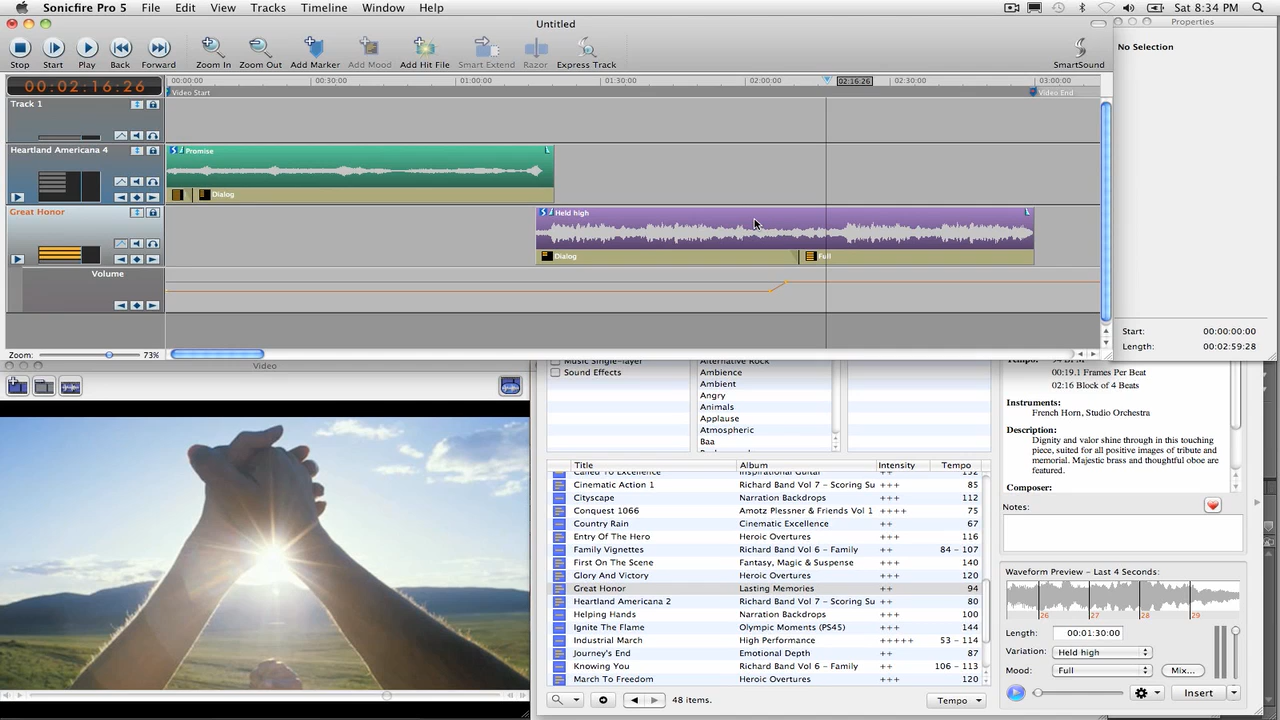 Sonicfire Pro 5 File Edit View Tracks Timeline Window Help Sat 8:34 PM
Untitled
Properties
Stop Start Play Back Forward Zoom In Zoom Out Add Marker Add Mood Add Hit File Smart Extend Razor Express Track SmartSound
No Selection
00:02:16:26
00:00:00 00:30:00 01:00:00 01:30:00 02:00:00 02:16:26 02:30:00 03:00:00
Video Start Video End
Track 1
Heartland Americana 4
Promise
Dialog
Great Honor
Held high
Dialog Full
Volume
Start: 00:00:00:00
Length: 00:02:59:28
Zoom: 73%
Video
Music Single-layer
Sound Effects
Alternative Rock
Ambience
Ambient
Angry
Animals
Applause
Atmospheric
Baa
00:19.1 Frames Per Beat
02:16 Block of 4 Beats
Instruments:
French Horn, Studio Orchestra
Description:
Dignity and valor shine through in this touching
piece, suited for all positive images of tribute and
memorial. Majestic brass and thoughtful oboe are
featured.
Composer:
Notes:
Title Album Intensity Tempo
Called To Excellence Inspirational Guitar +++ 132
Cinematic Action 1 Richard Band Vol 7 – Scoring Su +++ 85
Cityscape Narration Backdrops +++ 112
Conquest 1066 Amotz Plessner & Friends Vol 1 ++++ 75
Country Rain Cinematic Excellence ++ 67
Entry Of The Hero Heroic Overtures +++ 116
Family Vignettes Richard Band Vol 6 – Family +++ 84 – 107
First On The Scene Fantasy, Magic & Suspense +++ 140
Glory And Victory Heroic Overtures +++ 120
Great Honor Lasting Memories ++ 94
Heartland Americana 2 Richard Band Vol 7 – Scoring Su +++ 80
Helping Hands Narration Backdrops +++ 100
Ignite The Flame Olympic Moments (PS45) +++ 144
Industrial March High Performance +++++ 53 – 114
Journey's End Emotional Depth ++ 87
Knowing You Richard Band Vol 6 – Family +++ 106 – 113
March To Freedom Heroic Overtures +++ 120
48 items. Tempo
Waveform Preview – Last 4 Seconds:
26 27 28 29
Length: 00:01:30:00
Variation: Held high
Mood: Full Mix...
Insert